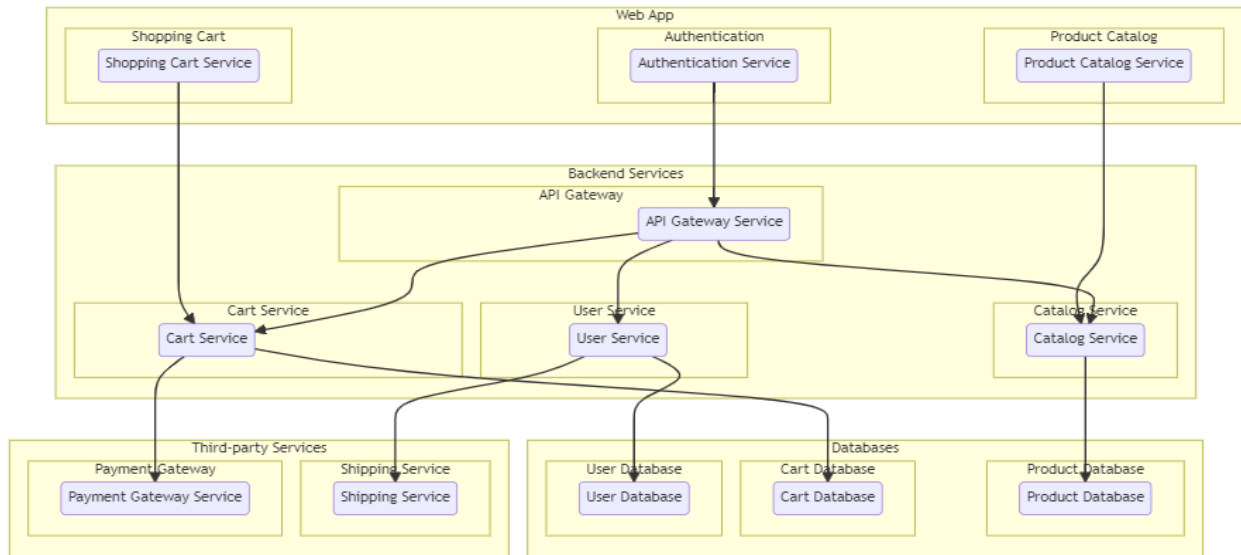 Web App
Shopping Cart
Authentication
Product Catalog
Shopping Cart Service
Authentication Service
Product Catalog Service
Backend Services
API Gateway
API Gateway Service
Cart Service
User Service
Catalog Service
Cart Service
User Service
Catalog Service
Third-party Services
Databases
Payment Gateway
Shipping Service
User Database
Cart Database
Product Database
Payment Gateway Service
Shipping Service
User Database
Cart Database
Product Database